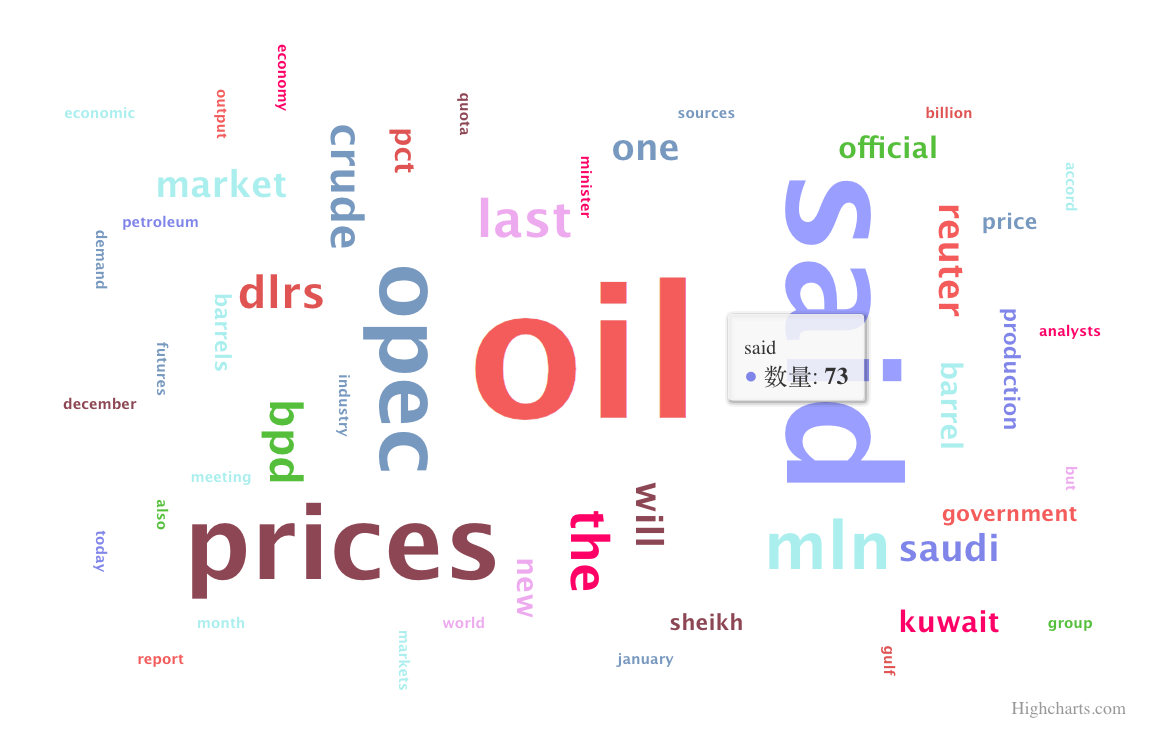 economy
economic
output
quota
sources
billion
crude
pct
one
official
minister
market
accord
last
said
reuter
price
petroleum
demand
dlrs
opec
oil
barrels
production
analysts
said
数量: 73
futures
industry
barrel
december
bpd
meeting
but
will
also
prices
the
government
today
mln
saudi
new
month
world
sheikh
kuwait
group
report
markets
january
gulf
Highcharts.com